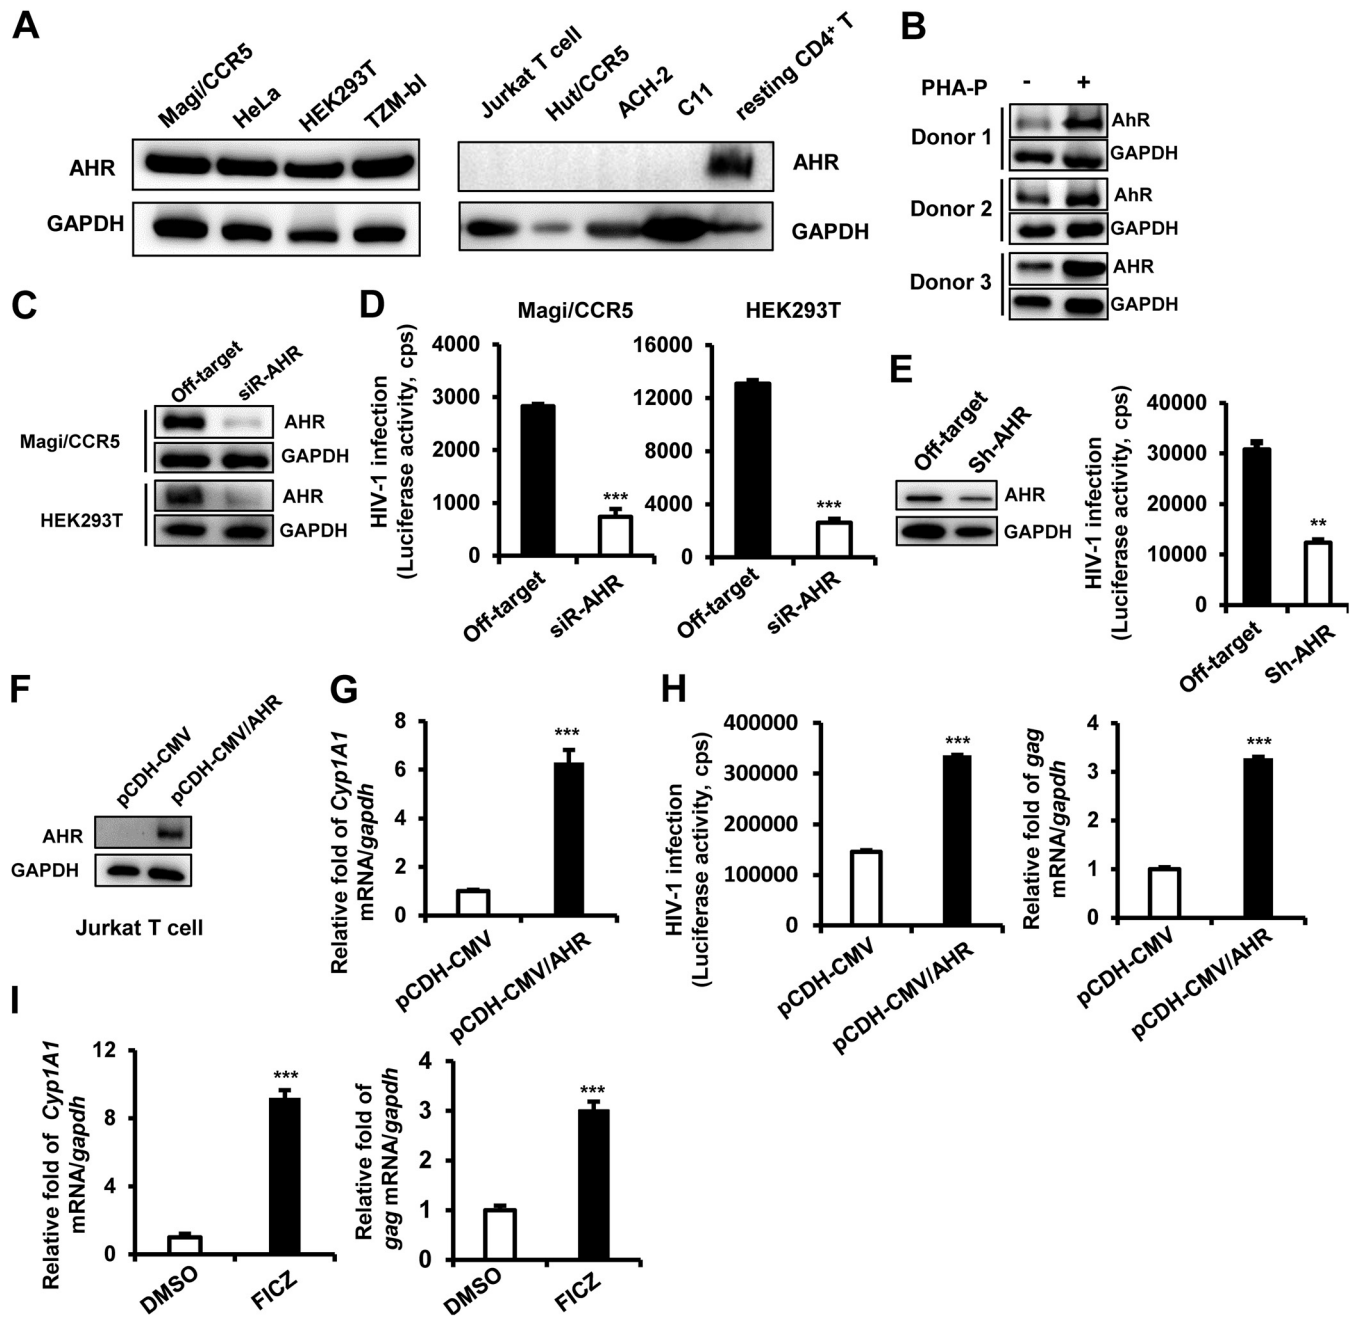 A
Magi/CCR5
HeLa
HEK293T
TZM-bl
AHR
GAPDH
Jurkat T cell
Hut/CCR5
ACH-2
C11
resting CD4+ T
AHR
GAPDH
B
PHA-P - +
Donor 1
AhR
GAPDH
Donor 2
AhR
GAPDH
Donor 3
AHR
GAPDH
C
Off-target
siR-AHR
Magi/CCR5
AHR
GAPDH
HEK293T
AHR
GAPDH
D
Magi/CCR5
HIV-1 infection
(Luciferase activity, cps)
4000
3000
2000
1000
0
***
Off-target
siR-AHR
HEK293T
16000
12000
8000
4000
0
***
Off-target
siR-AHR
E
Off-target
Sh-AHR
AHR
GAPDH
HIV-1 infection
(Luciferase activity, cps)
40000
30000
20000
10000
0
**
Off-target
Sh-AHR
F
pCDH-CMV
pCDH-CMV/AHR
AHR
GAPDH
Jurkat T cell
G
Relative fold of Cyp1A1
mRNA/gapdh
8
6
4
2
0
***
pCDH-CMV
pCDH-CMV/AHR
H
HIV-1 infection
(Luciferase activity, cps)
400000
300000
200000
100000
0
***
pCDH-CMV
pCDH-CMV/AHR
Relative fold of gag
mRNA/gapdh
4
3
2
1
0
***
pCDH-CMV
pCDH-CMV/AHR
I
Relative fold of Cyp1A1
mRNA/gapdh
12
8
4
0
***
DMSO
FICZ
Relative fold of
gag mRNA/gapdh
4
3
2
1
0
***
DMSO
FICZ